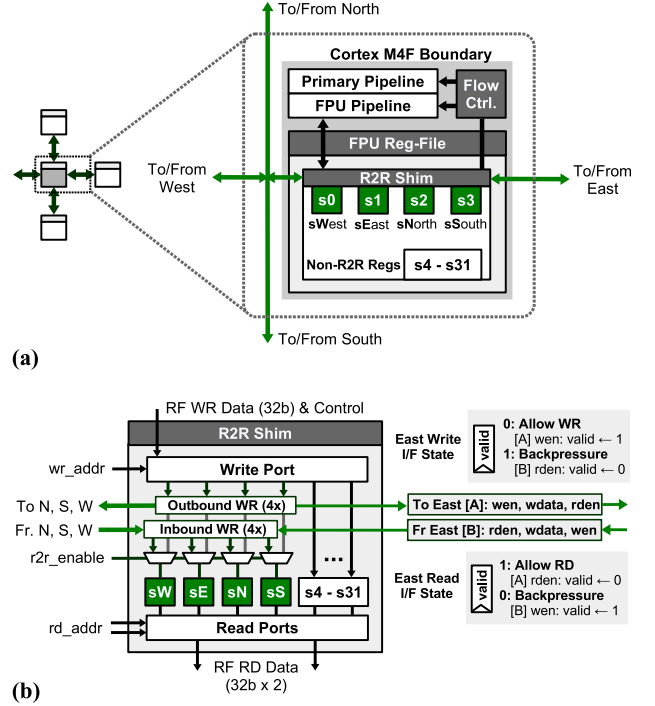 To/From North
Cortex M4F Boundary
Primary Pipeline
FPU Pipeline
Flow
Ctrl.
FPU Reg-File
To/From
West
R2R Shim
To/From
East
s0 s1 s2 s3
sWest sEast sNorth sSouth
Non-R2R Regs s4 - s31
To/From South
(a)
RF WR Data (32b) & Control
R2R Shim
wr_addr
Write Port
To N, S, W
Outbound WR (4x)
Fr. N, S, W
Inbound WR (4x)
r2r_enable
...
sW sE sN sS s4 - s31
rd_addr
Read Ports
RF RD Data
(32b x 2)
East Write
I/F State
valid
0: Allow WR
[A] wen: valid ← 1
1: Backpressure
[B] rden: valid ← 0
To East [A]: wen, wdata, rden
Fr East [B]: rden, wdata, wen
East Read
I/F State
valid
1: Allow RD
[A] rden: valid ← 0
0: Backpressure
[B] wen: valid ← 1
(b)